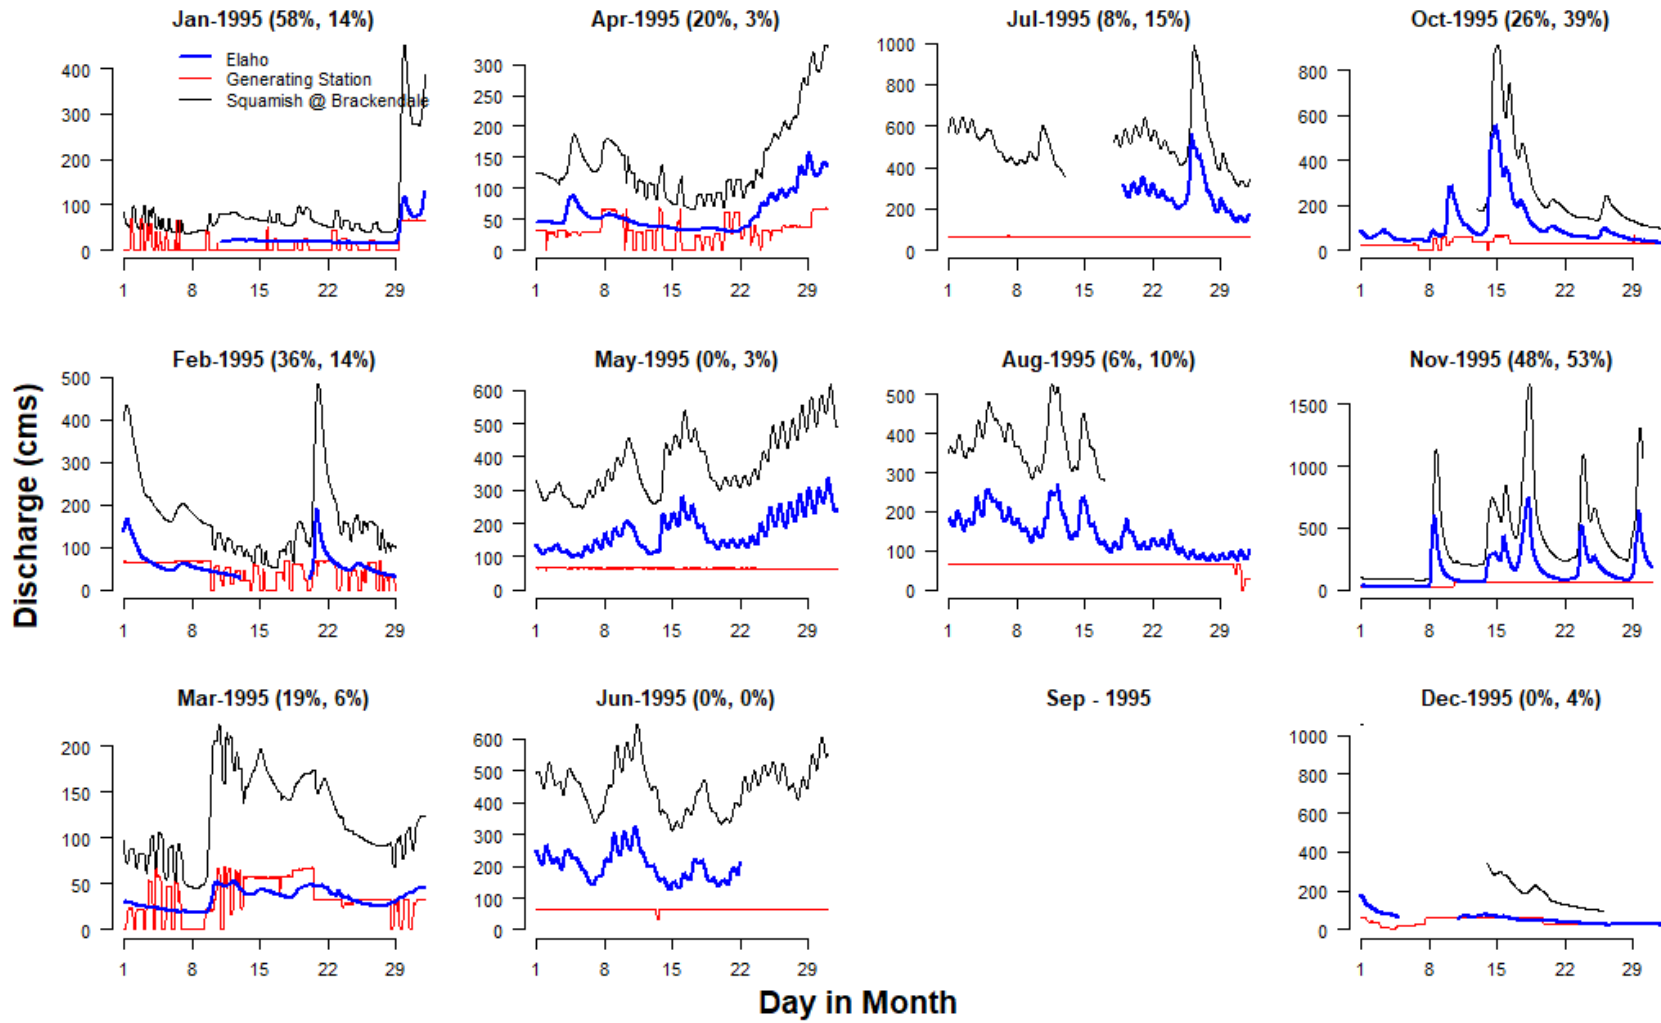 Jan-1995 (58%, 14%)
Elaho
Generating Station
Squamish @ Brackendale
400
300
200
100
0
1 8 15 22 29
Apr-1995 (20%, 3%)
300
250
200
150
100
50
0
1 8 15 22 29
Jul-1995 (8%, 15%)
1000
800
600
400
200
0
1 8 15 22 29
Oct-1995 (26%, 39%)
800
600
400
200
0
1 8 15 22 29
Discharge (cms)
Feb-1995 (36%, 14%)
500
400
300
200
100
0
1 8 15 22 29
May-1995 (0%, 3%)
600
500
400
300
200
100
0
1 8 15 22 29
Aug-1995 (6%, 10%)
500
400
300
200
100
0
1 8 15 22 29
Nov-1995 (48%, 53%)
1500
1000
500
0
1 8 15 22 29
Mar-1995 (19%, 6%)
200
150
100
50
0
1 8 15 22 29
Jun-1995 (0%, 0%)
600
500
400
300
200
100
0
1 8 15 22 29
Sep - 1995
Dec-1995 (0%, 4%)
1000
800
600
400
200
0
1 8 15 22 29
Day in Month